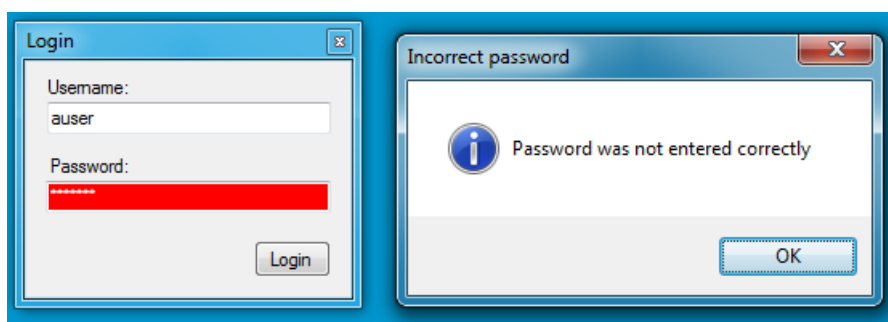 Login
Username:
auser
Password:
*******
Login
Incorrect password
Password was not entered correctly
OK